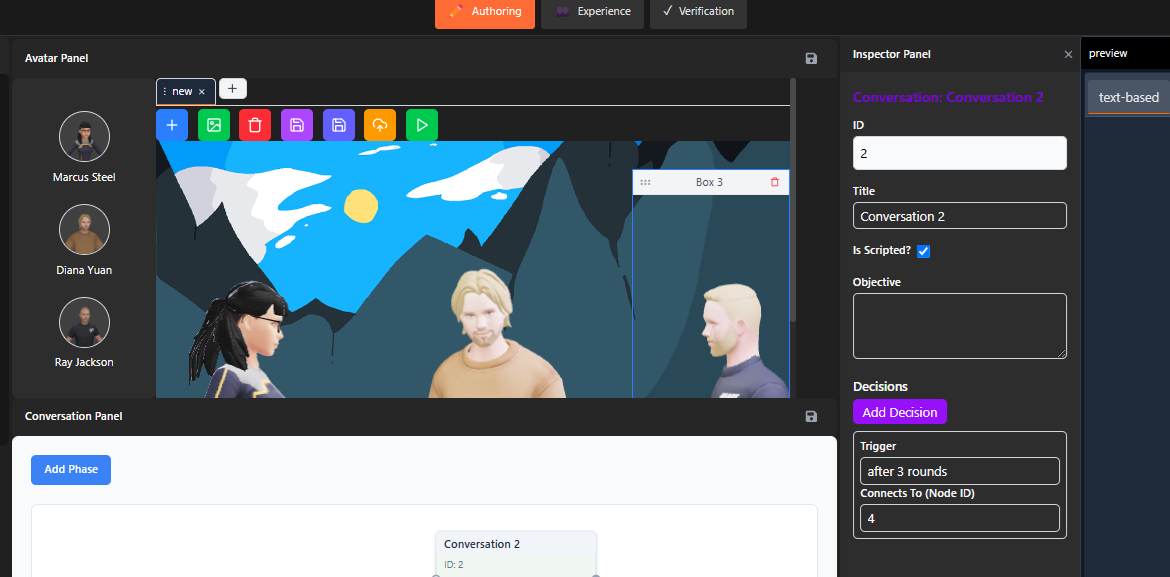 Authoring
Experience
Verification
Avatar Panel
Marcus Steel
Diana Yuan
Ray Jackson
new
Box 3
Conversation Panel
Add Phase
Conversation 2
ID: 2
Inspector Panel
Conversation: Conversation 2
ID
2
Title
Conversation 2
Is Scripted?
Objective
Decisions
Add Decision
Trigger
after 3 rounds
Connects To (Node ID)
4
preview
text-based